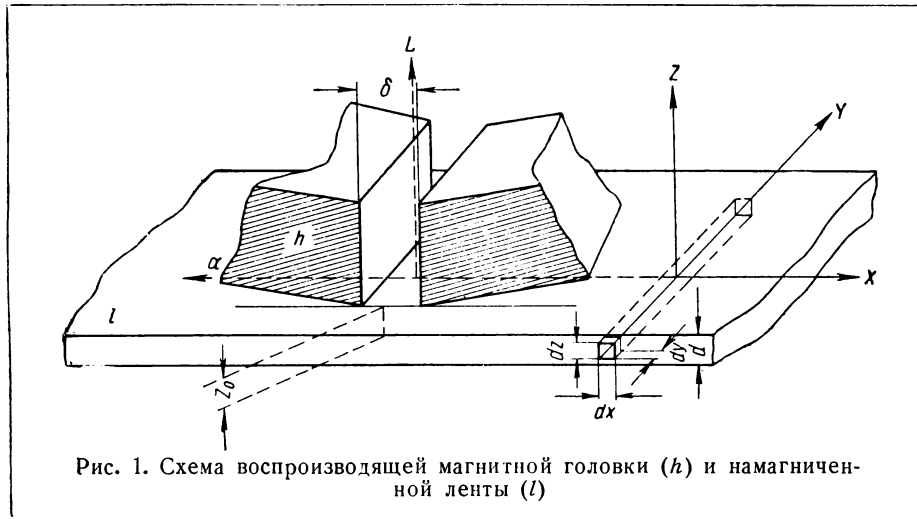 L
δ
Z
Y
h
α
X
l
dz
dy
d
Z₀
dx
Рис. 1. Схема воспроизводящей магнитной головки (h) и намагничен-
ной ленты (l)